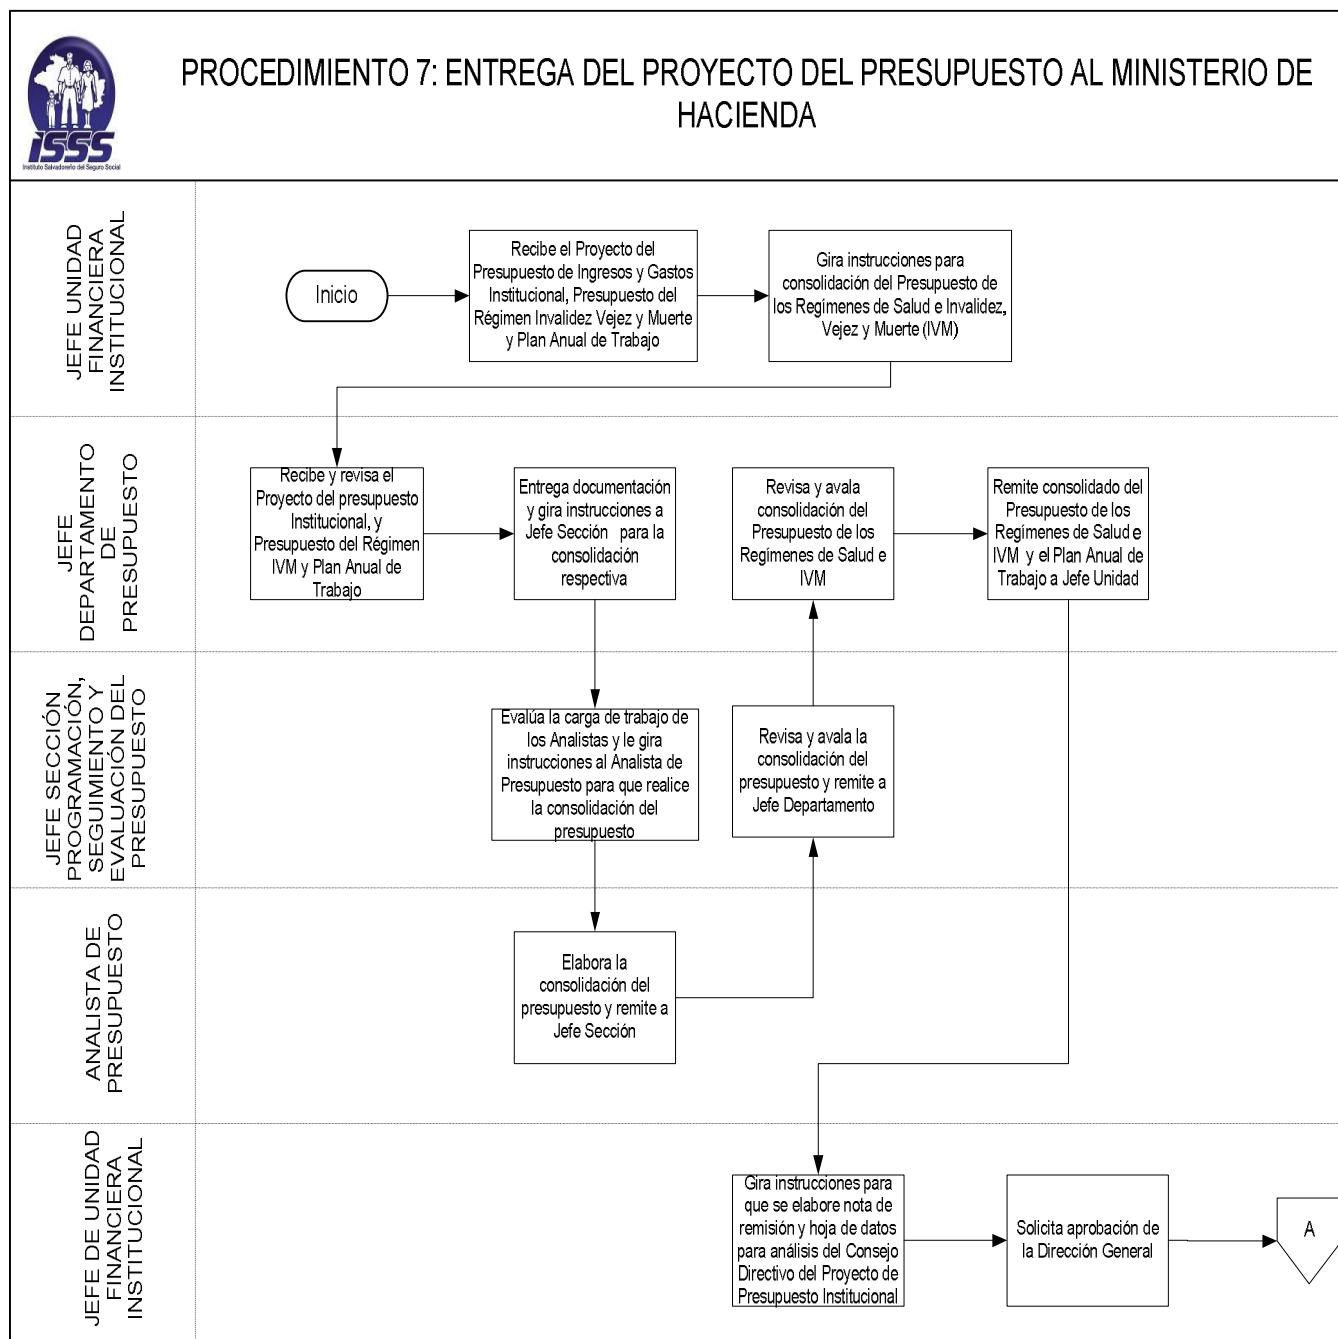 PROCEDIMIENTO 7: ENTREGA DEL PROYECTO DEL PRESUPUESTO AL MINISTERIO DE
HACIENDA
ISSS
Instituto Salvadoreño del Seguro Social
JEFE UNIDAD
FINANCIERA
INSTITUCIONAL
Inicio
Recibe el Proyecto del
Presupuesto de Ingresos y Gastos
Institucional, Presupuesto del
Régimen Invalidez Vejez y Muerte
y Plan Anual de Trabajo
Gira instrucciones para
consolidación del Presupuesto de
los Regímenes de Salud e Invalidez,
Vejez y Muerte (IVM)
JEFE
DEPARTAMENTO
DE
PRESUPUESTO
Recibe y revisa el
Proyecto del presupuesto
Institucional, y
Presupuesto del Régimen
IVM y Plan Anual de
Trabajo
Entrega documentación
y gira instrucciones a
Jefe Sección para la
consolidación
respectiva
Revisa y avala
consolidación del
Presupuesto de los
Regímenes de Salud e
IVM
Remite consolidado del
Presupuesto de los
Regímenes de Salud e
IVM y el Plan Anual de
Trabajo a Jefe Unidad
JEFE SECCIÓN
PROGRAMACIÓN,
SEGUIMIENTO Y
EVALUACIÓN DEL
PRESUPUESTO
Evalúa la carga de trabajo de
los Analistas y le gira
instrucciones al Analista de
Presupuesto para que realice
la consolidación del
presupuesto
Revisa y avala la
consolidación del
presupuesto y remite a
Jefe Departamento
ANALISTA DE
PRESUPUESTO
Elabora la
consolidación del
presupuesto y remite a
Jefe Sección
JEFE DE UNIDAD
FINANCIERA
INSTITUCIONAL
Gira instrucciones para
que se elabore nota de
remisión y hoja de datos
para análisis del Consejo
Directivo del Proyecto de
Presupuesto Institucional
Solicita aprobación de
la Dirección General
A